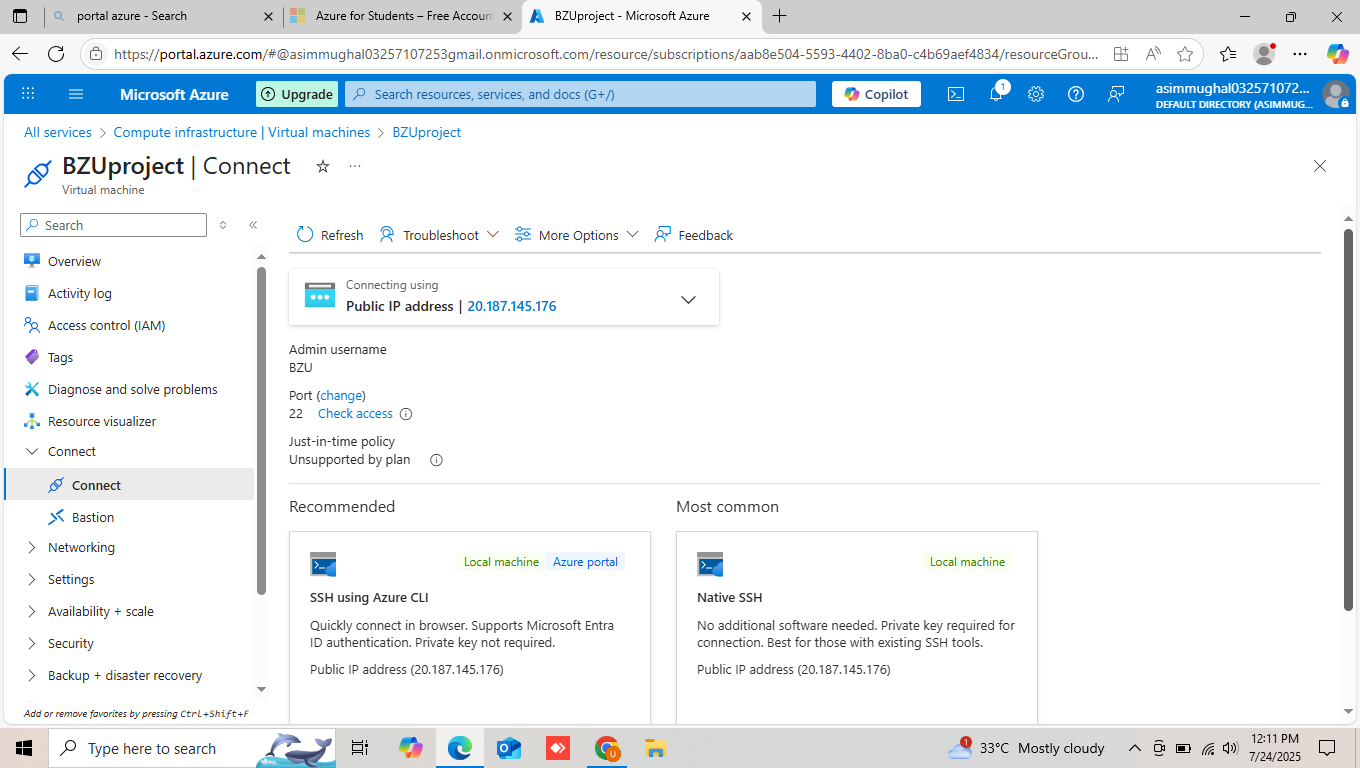 portal azure - Search
Azure for Students – Free Account
BZUproject - Microsoft Azure
https://portal.azure.com/#@asimmughal03257107253gmail.onmicrosoft.com/resource/subscriptions/aab8e504-5593-4402-8ba0-c4b69aef4834/resourceGrou...
Microsoft Azure
Upgrade
Search resources, services, and docs (G+/)
Copilot
1
asimmughal032571072...
DEFAULT DIRECTORY (ASIMMUG...
All services > Compute infrastructure | Virtual machines > BZUproject
BZUproject | Connect
Virtual machine
Search
Overview
Activity log
Access control (IAM)
Tags
Diagnose and solve problems
Resource visualizer
Connect
Connect
Bastion
Networking
Settings
Availability + scale
Security
Backup + disaster recovery
Add or remove favorites by pressing Ctrl+Shift+F
Refresh
Troubleshoot
More Options
Feedback
Connecting using
Public IP address | 20.187.145.176
Admin username
BZU
Port (change)
22 Check access
Just-in-time policy
Unsupported by plan
Recommended
Local machine
Azure portal
SSH using Azure CLI
Quickly connect in browser. Supports Microsoft Entra
ID authentication. Private key not required.
Public IP address (20.187.145.176)
Most common
Local machine
Native SSH
No additional software needed. Private key required for
connection. Best for those with existing SSH tools.
Public IP address (20.187.145.176)
Type here to search
1
33°C Mostly cloudy
12:11 PM
7/24/2025